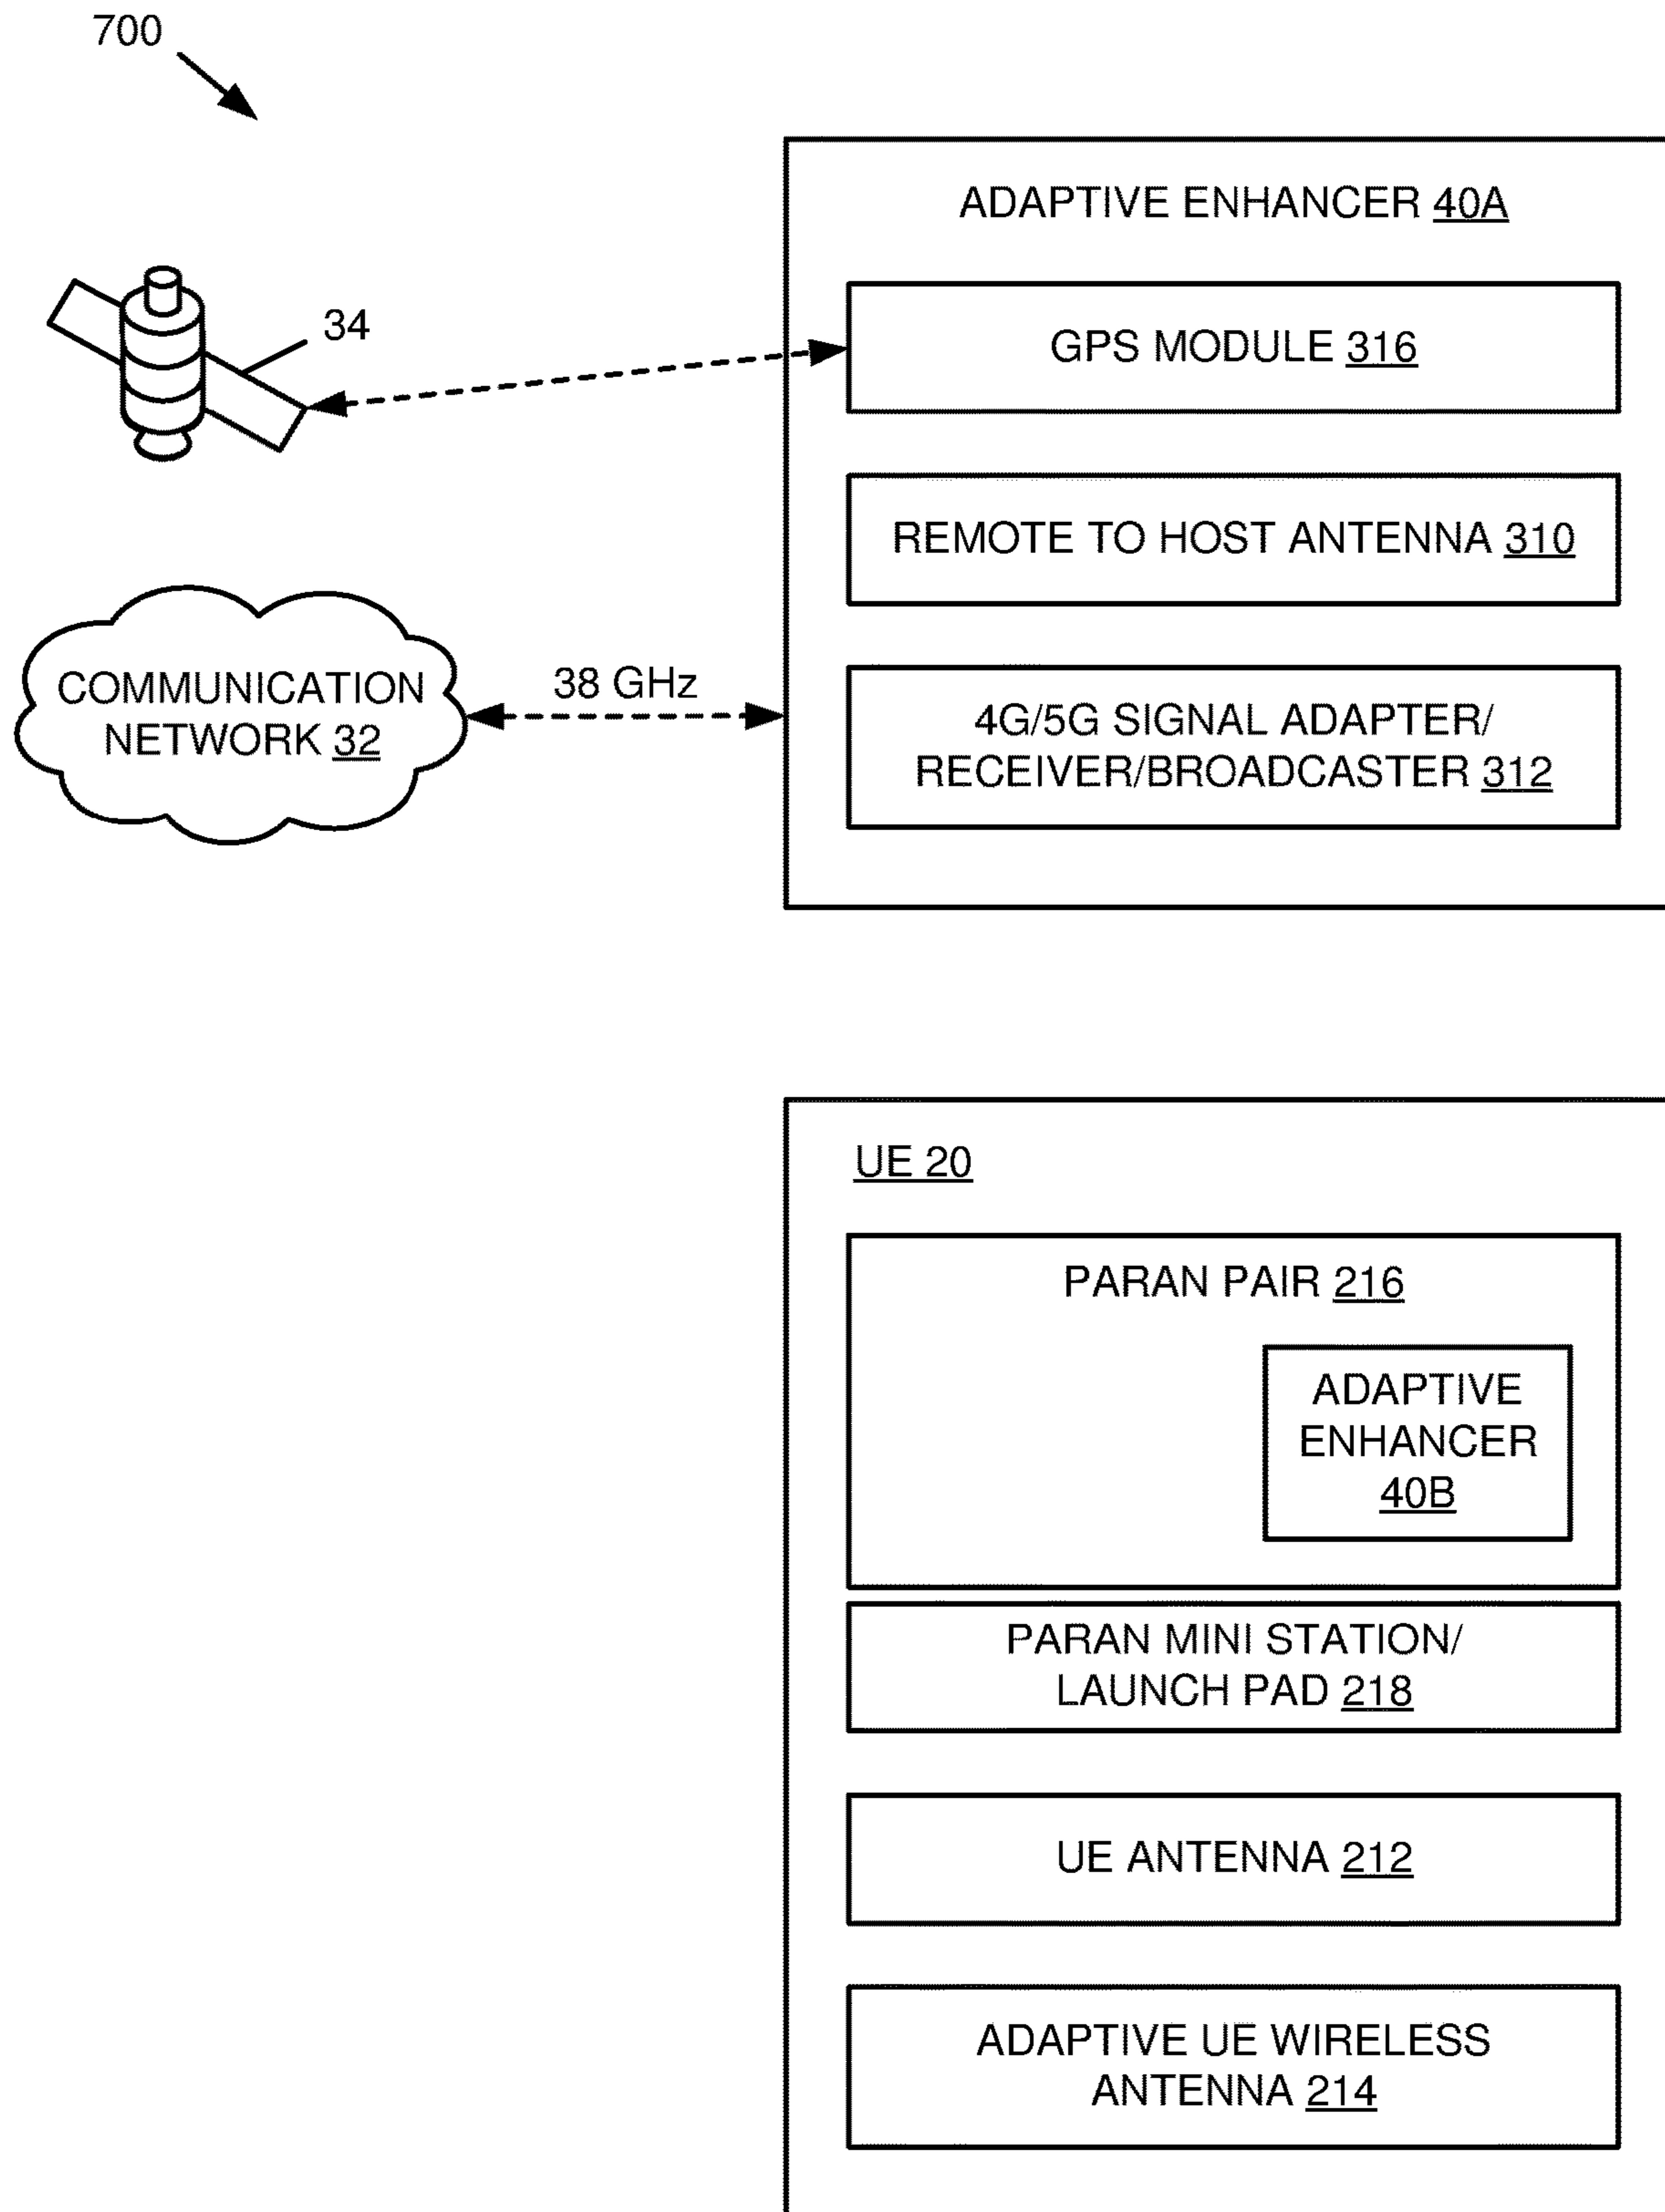 700
ADAPTIVE ENHANCER 40A
34
GPS MODULE 316
REMOTE TO HOST ANTENNA 310
COMMUNICATION
NETWORK 32
38 GHz
4G/5G SIGNAL ADAPTER/
RECEIVER/BROADCASTER 312
UE 20
PARAN PAIR 216
ADAPTIVE
ENHANCER
40B
PARAN MINI STATION/
LAUNCH PAD 218
UE ANTENNA 212
ADAPTIVE UE WIRELESS
ANTENNA 214